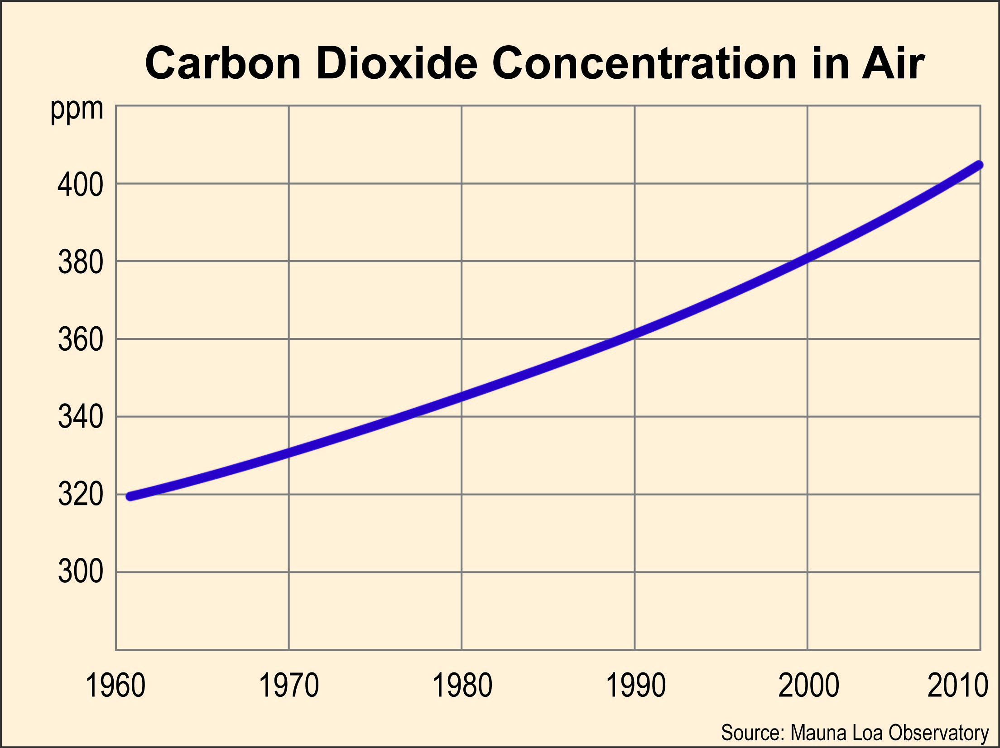 Carbon Dioxide Concentration in Air
ppm
400
380
360
340
320
300
1960 1970 1980 1990 2000 2010
Source: Mauna Loa Observatory